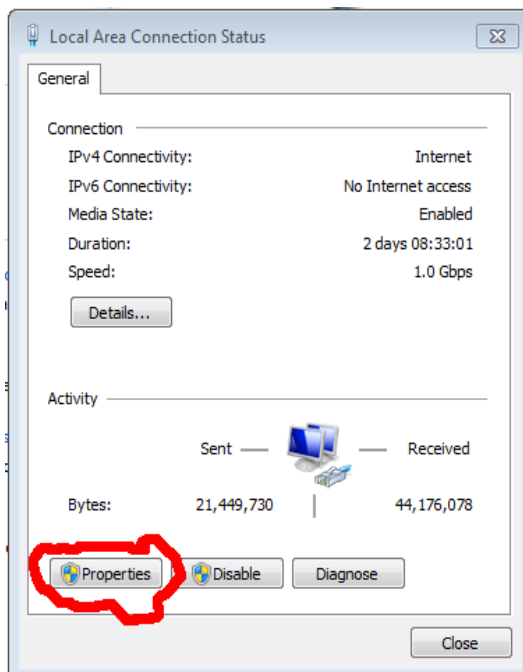 Local Area Connection Status
General
Connection
IPv4 Connectivity: Internet
IPv6 Connectivity: No Internet access
Media State: Enabled
Duration: 2 days 08:33:01
Speed: 1.0 Gbps
Details...
Activity
Sent Received
Bytes: 21,449,730 44,176,078
Properties Disable Diagnose
Close